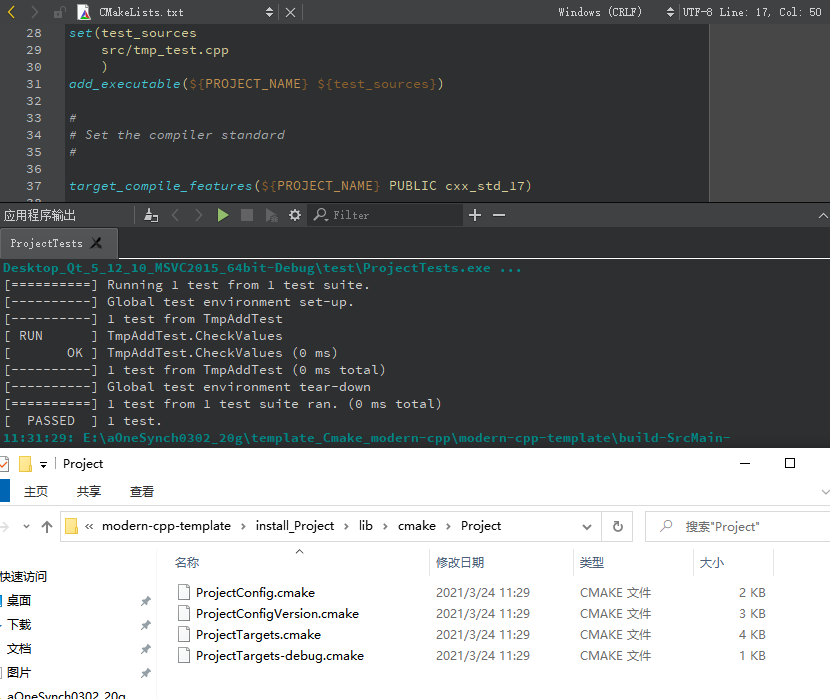 CMakeLists.txt Windows (CRLF) UTF-8 Line: 17, Col: 50
28 set(test_sources
29 src/tmp_test.cpp
30 )
31 add_executable(${PROJECT_NAME} ${test_sources})
32
33 #
34 # Set the compiler standard
35 #
36
37 target_compile_features(${PROJECT_NAME} PUBLIC cxx_std_17)
应用程序输出 Filter
ProjectTests
Desktop_Qt_5_12_10_MSVC2015_64bit-Debug\test\ProjectTests.exe ...
[==========] Running 1 test from 1 test suite.
[----------] Global test environment set-up.
[----------] 1 test from TmpAddTest
[ RUN      ] TmpAddTest.CheckValues
[       OK ] TmpAddTest.CheckValues (0 ms)
[----------] 1 test from TmpAddTest (0 ms total)
[----------] Global test environment tear-down
[==========] 1 test from 1 test suite ran. (0 ms total)
[  PASSED  ] 1 test.
11:31:29: E:\aOneSynch0302_20g\template_Cmake_modern-cpp\modern-cpp-template\build-SrcMain-
Project
主页 共享 查看
« modern-cpp-template › install_Project › lib › cmake › Project 搜索"Project"
名称 修改日期 类型 大小
快速访问
桌面
下载
文档
图片
aOneSynch0302_20g
ProjectConfig.cmake 2021/3/24 11:29 CMAKE 文件 2 KB
ProjectConfigVersion.cmake 2021/3/24 11:29 CMAKE 文件 3 KB
ProjectTargets.cmake 2021/3/24 11:29 CMAKE 文件 4 KB
ProjectTargets-debug.cmake 2021/3/24 11:29 CMAKE 文件 1 KB